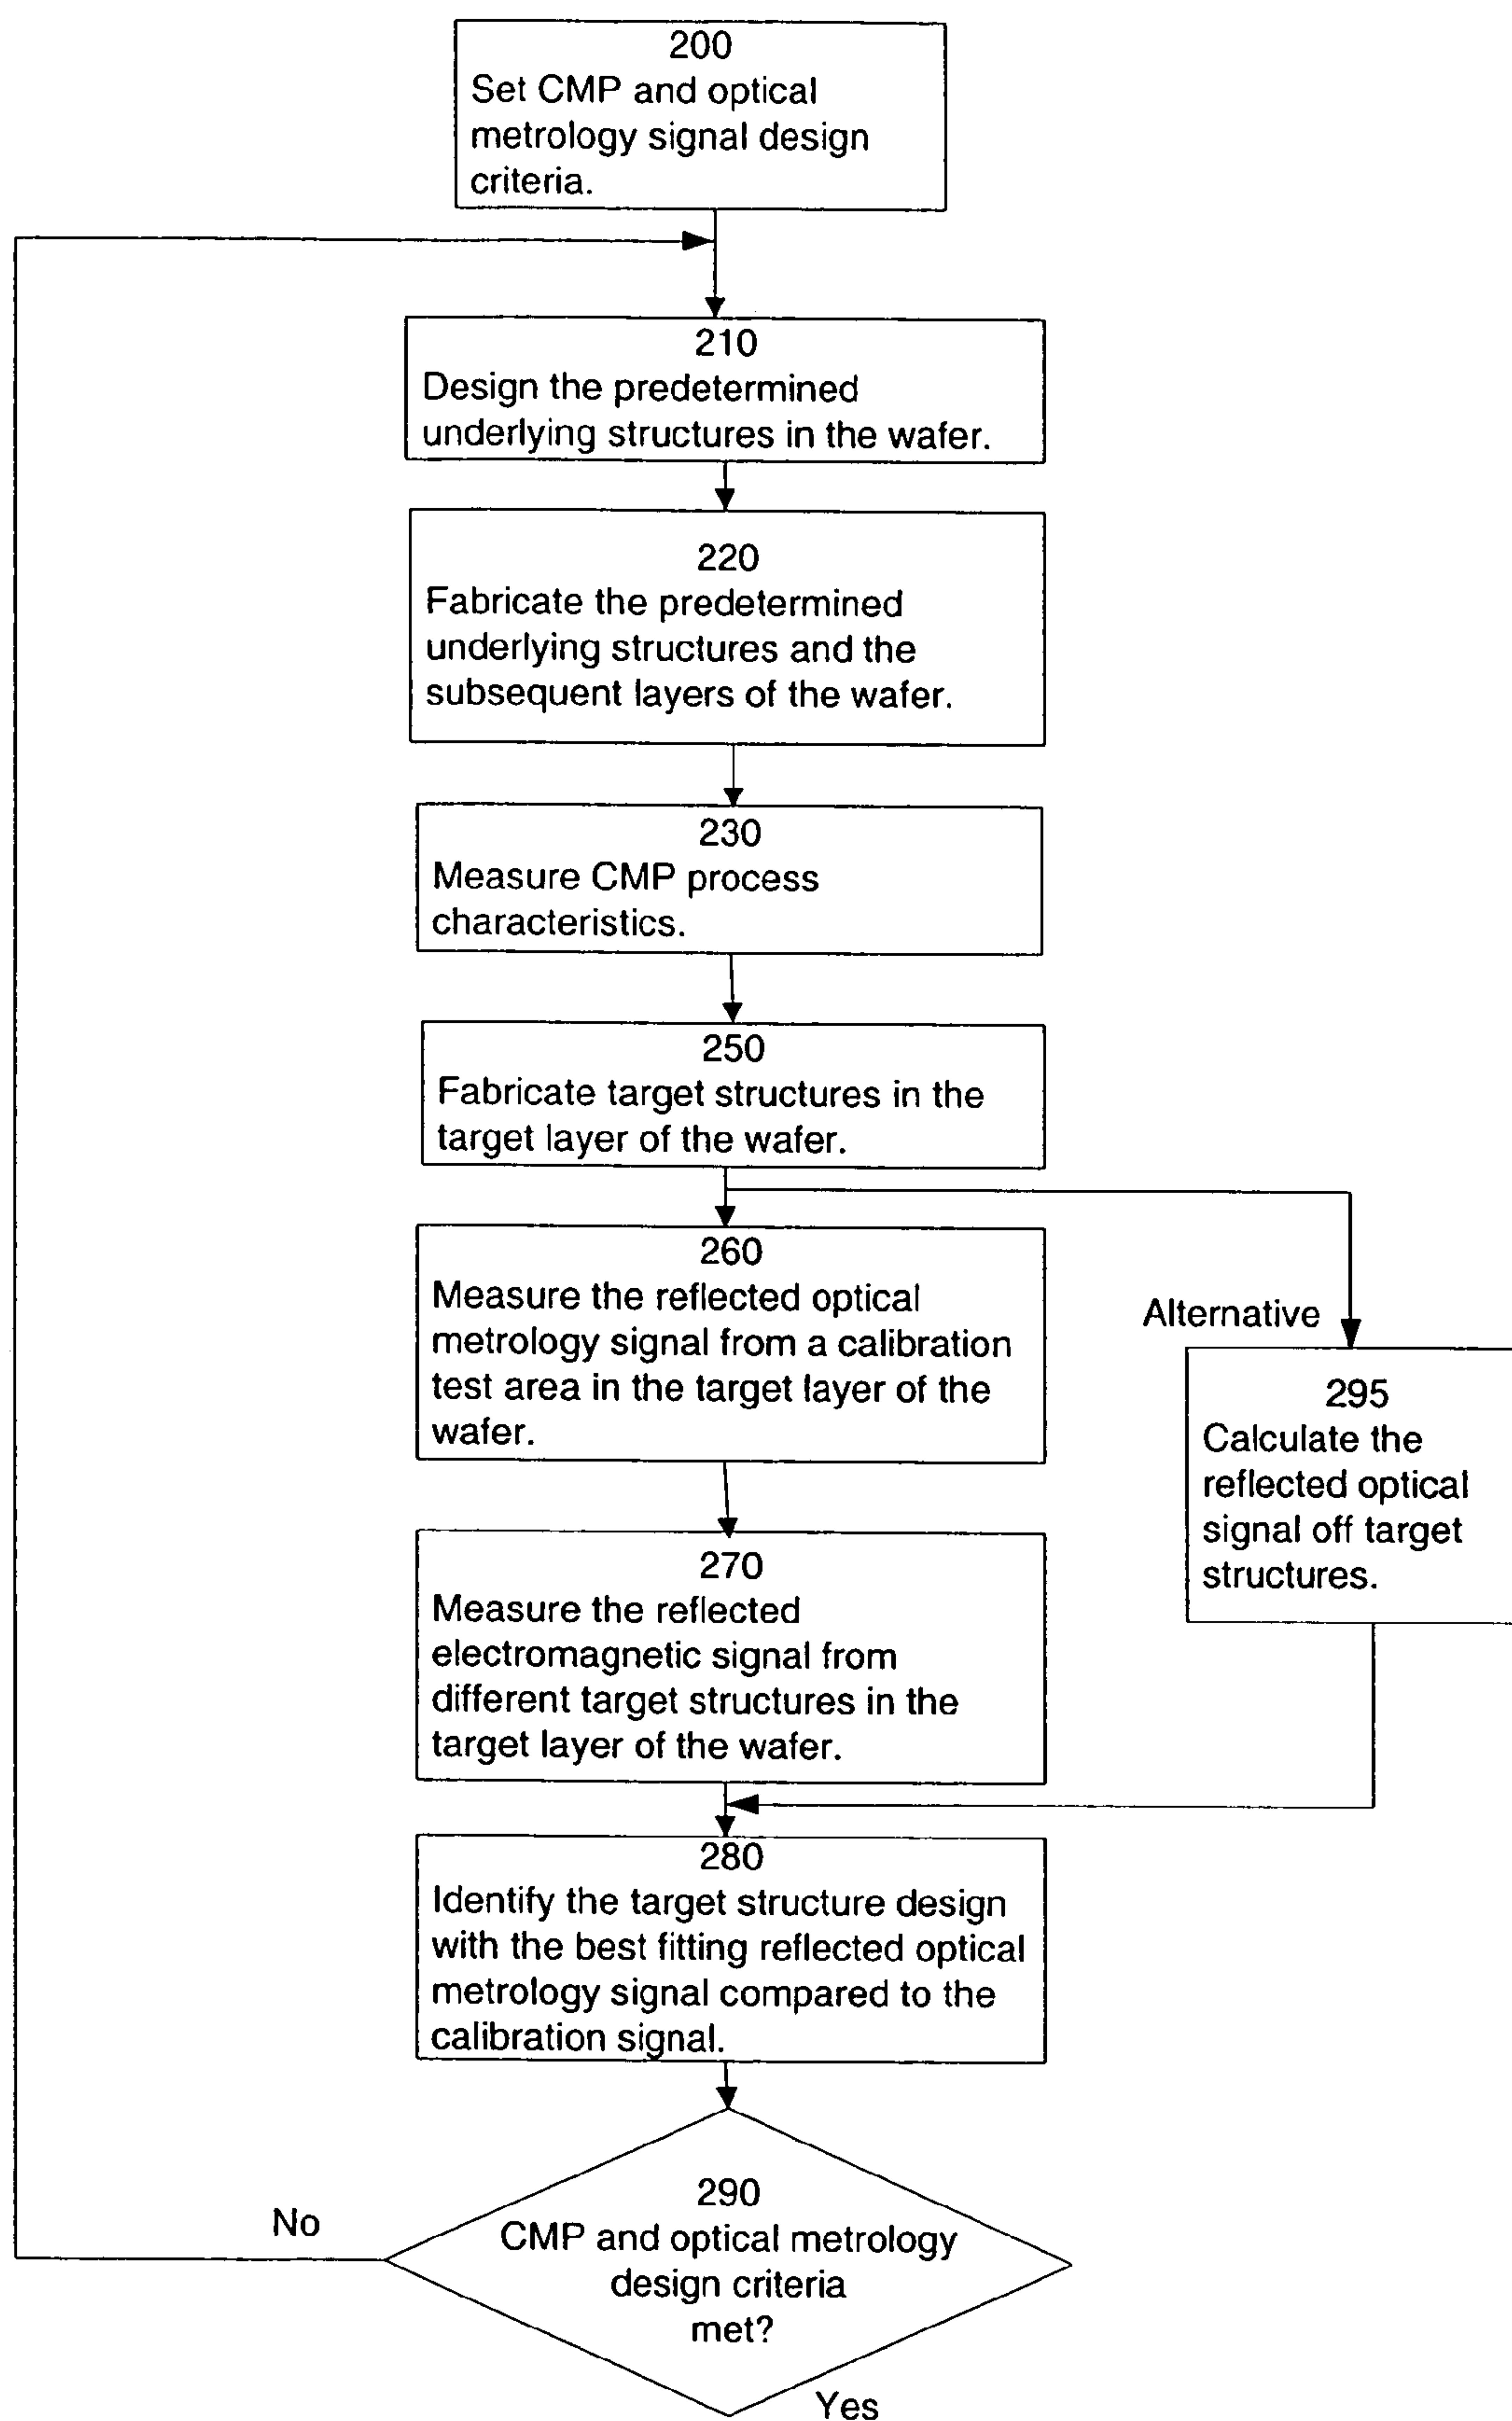 200
Set CMP and optical
metrology signal design
criteria.
210
Design the predetermined
underlying structures in the wafer.
220
Fabricate the predetermined
underlying structures and the
subsequent layers of the wafer.
230
Measure CMP process
characteristics.
250
Fabricate target structures in the
target layer of the wafer.
260
Measure the reflected optical
metrology signal from a calibration
test area in the target layer of the
wafer.
Alternative
295
Calculate the
reflected optical
signal off target
structures.
270
Measure the reflected
electromagnetic signal from
different target structures in the
target layer of the wafer.
280
Identify the target structure design
with the best fitting reflected optical
metrology signal compared to the
calibration signal.
290
CMP and optical metrology
design criteria
met?
No
Yes